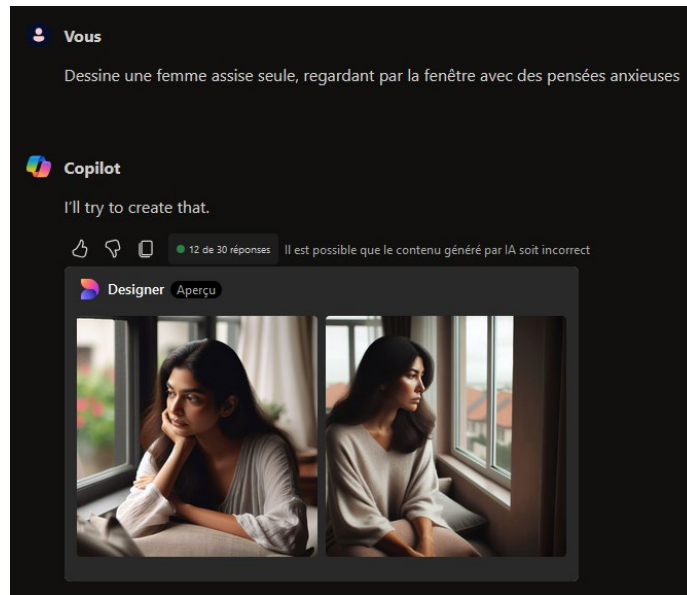 Vous
Dessine une femme assise seule, regardant par la fenêtre avec des pensées anxieuses
Copilot
I'll try to create that.
12 de 30 réponses Il est possible que le contenu généré par IA soit incorrect
Designer Aperçu